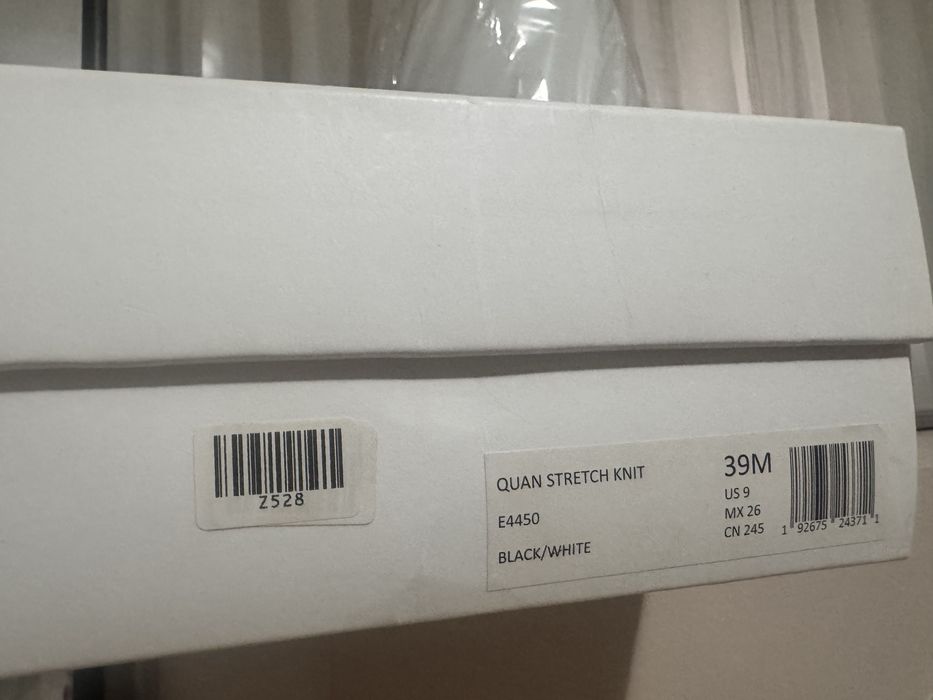 Z528
QUAN STRETCH KNIT
E4450
BLACK/WHITE
39M
US 9
MX 26
CN 245
1 92675 24371 1